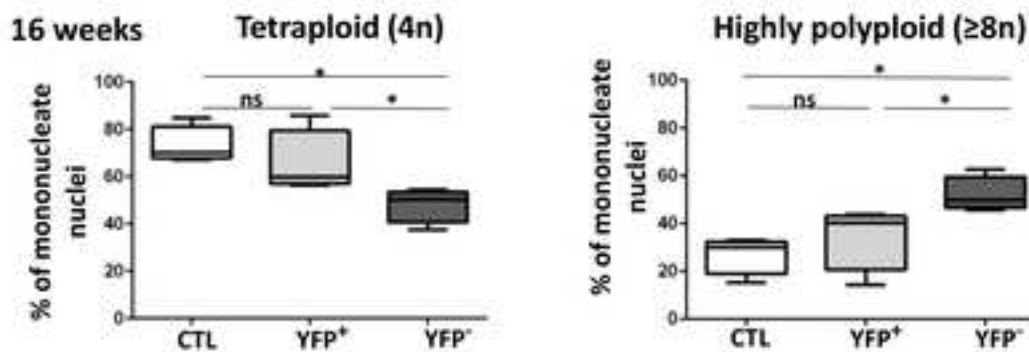 16 weeks
Tetraploid (4n)
% of mononucleate
nuclei
100
80
60
40
20
0
*
ns
*
CTL
YFP⁺
YFP⁻
Highly polyploid (≥8n)
% of mononucleate
nuclei
100
80
60
40
20
0
*
ns
*
CTL
YFP⁺
YFP⁻